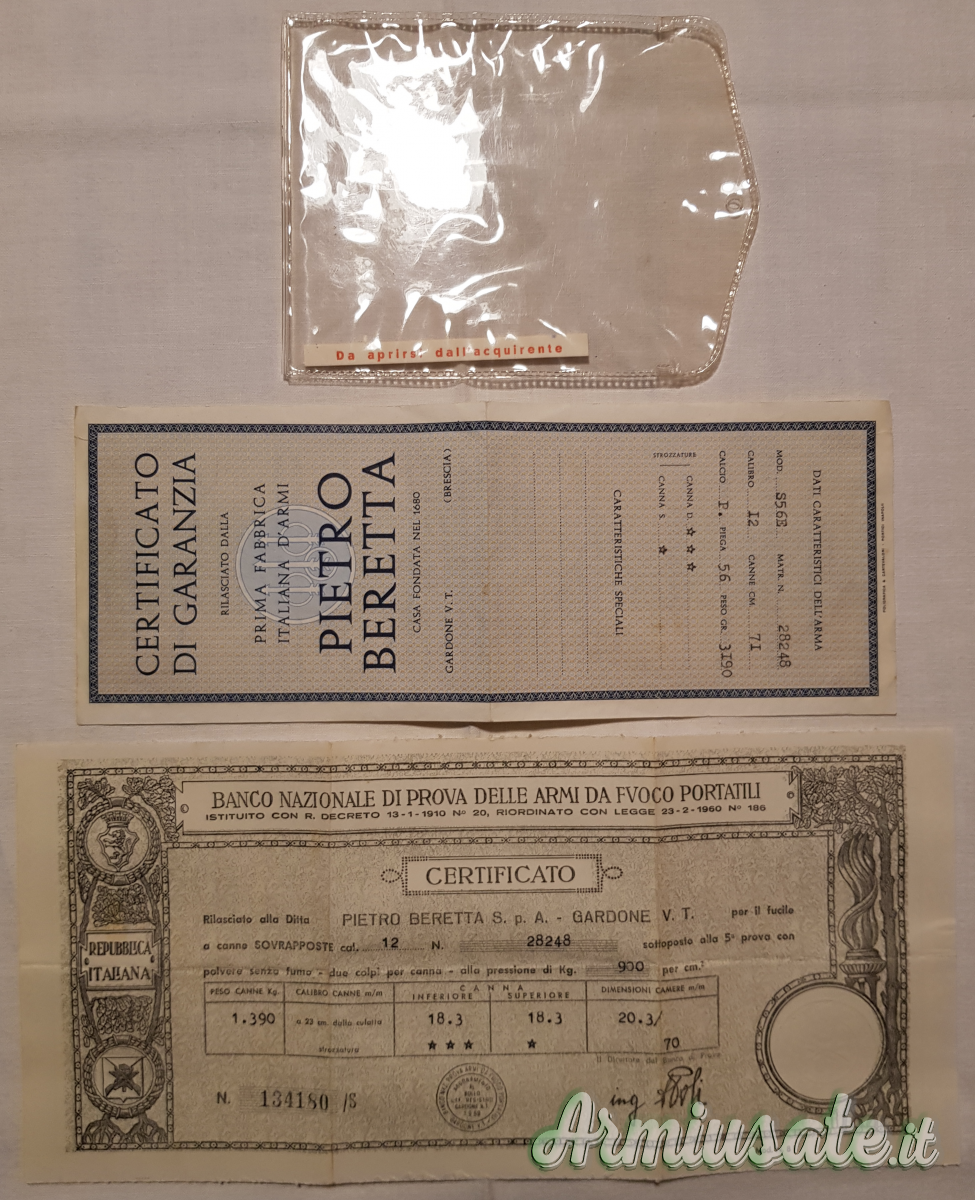 Da aprirsi dall'acquirente
CERTIFICATO
DI GARANZIA
RILASCIATO DALLA
PRIMA FABBRICA
ITALIANA D'ARMI
PIETRO
BERETTA
CASA FONDATA NEL 1680
GARDONE V. T. (BRESCIA)
DATI CARATTERISTICI DELL'ARMA
MOD. S56E MATR. N. 28248
CALIBRO I2 CANNE CM. 7I
CALCIO P. PIEGA 56 PESO GR. 3I90
STROZZATURE
CANNA D. ★ ★ ★
CANNA S. ★
CARATTERISTICHE SPECIALI
BANCO NAZIONALE DI PROVA DELLE ARMI DA FVOCO PORTATILI
ISTITUITO CON R. DECRETO 13-1-1910 Nº 20, RIORDINATO CON LEGGE 23-2-1960 Nº 186
CERTIFICATO
Rilasciato alla Ditta PIETRO BERETTA S. p. A. - GARDONE V. T. per il fucile
a canne SOVRAPPOSTE cal. 12 N. 28248 sottoposto alla 5ª prova con
polvere senza fumo - due colpi per canna - alla pressione di Kg. 900 per cm.²
PESO CANNE Kg. CALIBRO CANNE m/m CANNA INFERIORE SUPERIORE DIMENSIONI CAMERE m/m
1.390 a 23 cm. dalla culatta 18.3 18.3 20.3/
strozzature ★ ★ ★ ★ 70
Il Direttore del Banco di Prova
N. 134180 /S
ing.
REPUBBLICA
ITALIANA
Armiusate.it